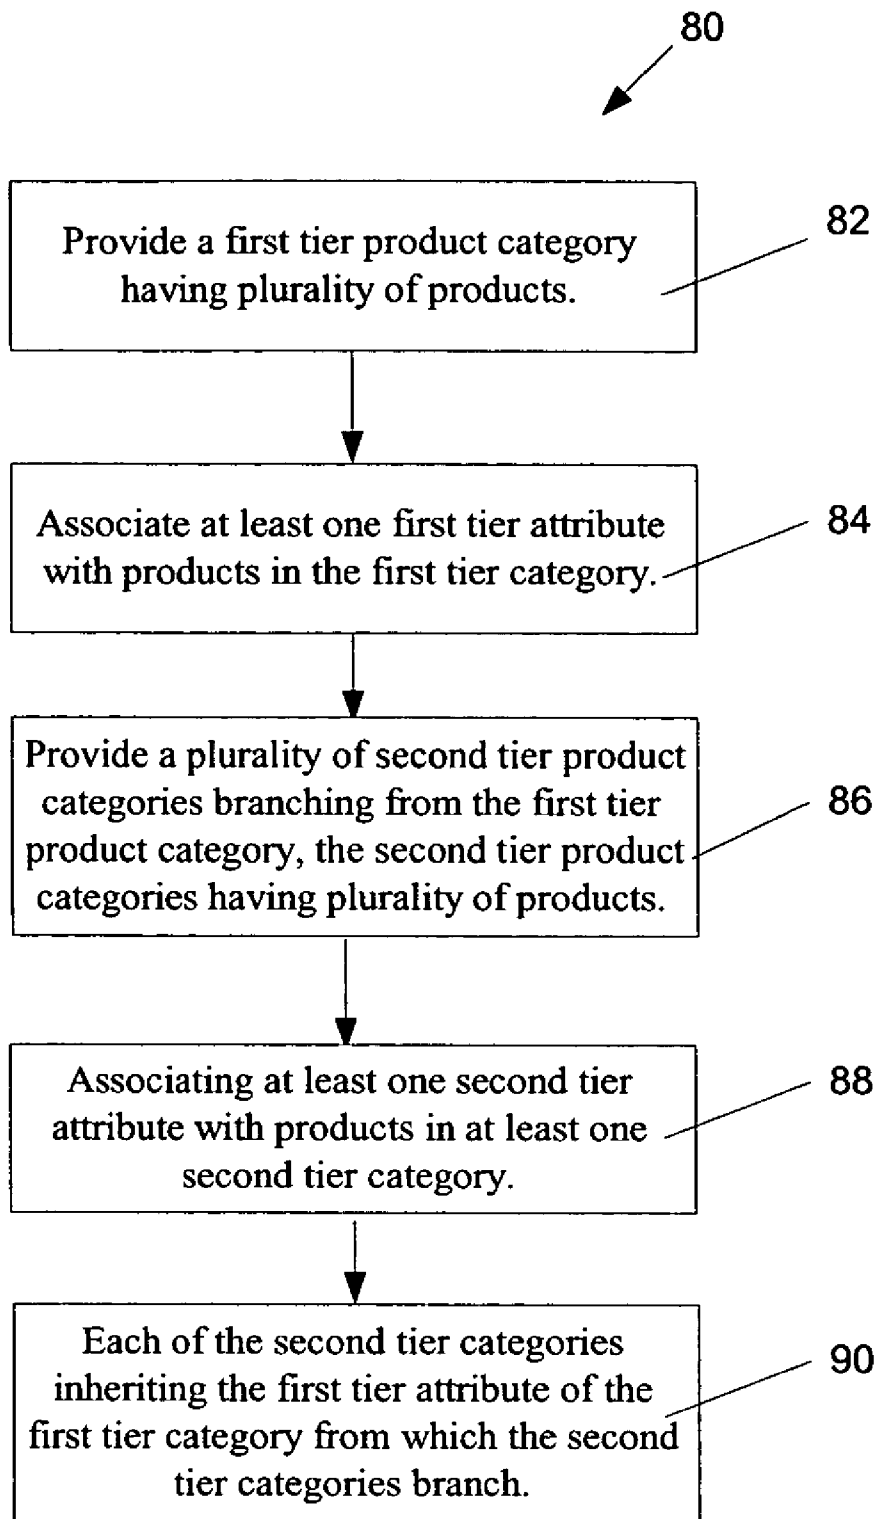 80
Provide a first tier product category
having plurality of products.
82
Associate at least one first tier attribute
with products in the first tier category.
84
Provide a plurality of second tier product
categories branching from the first tier
product category, the second tier product
categories having plurality of products.
86
Associating at least one second tier
attribute with products in at least one
second tier category.
88
Each of the second tier categories
inheriting the first tier attribute of the
first tier category from which the second
tier categories branch.
90